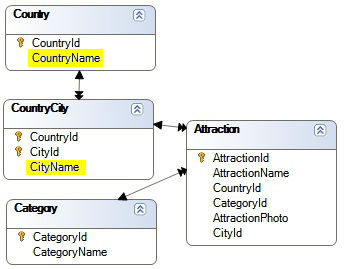 Country
CountryId
CountryName
CountryCity
CountryId
CityId
CityName
Attraction
AttractionId
AttractionName
CountryId
CategoryId
AttractionPhoto
CityId
Category
CategoryId
CategoryName